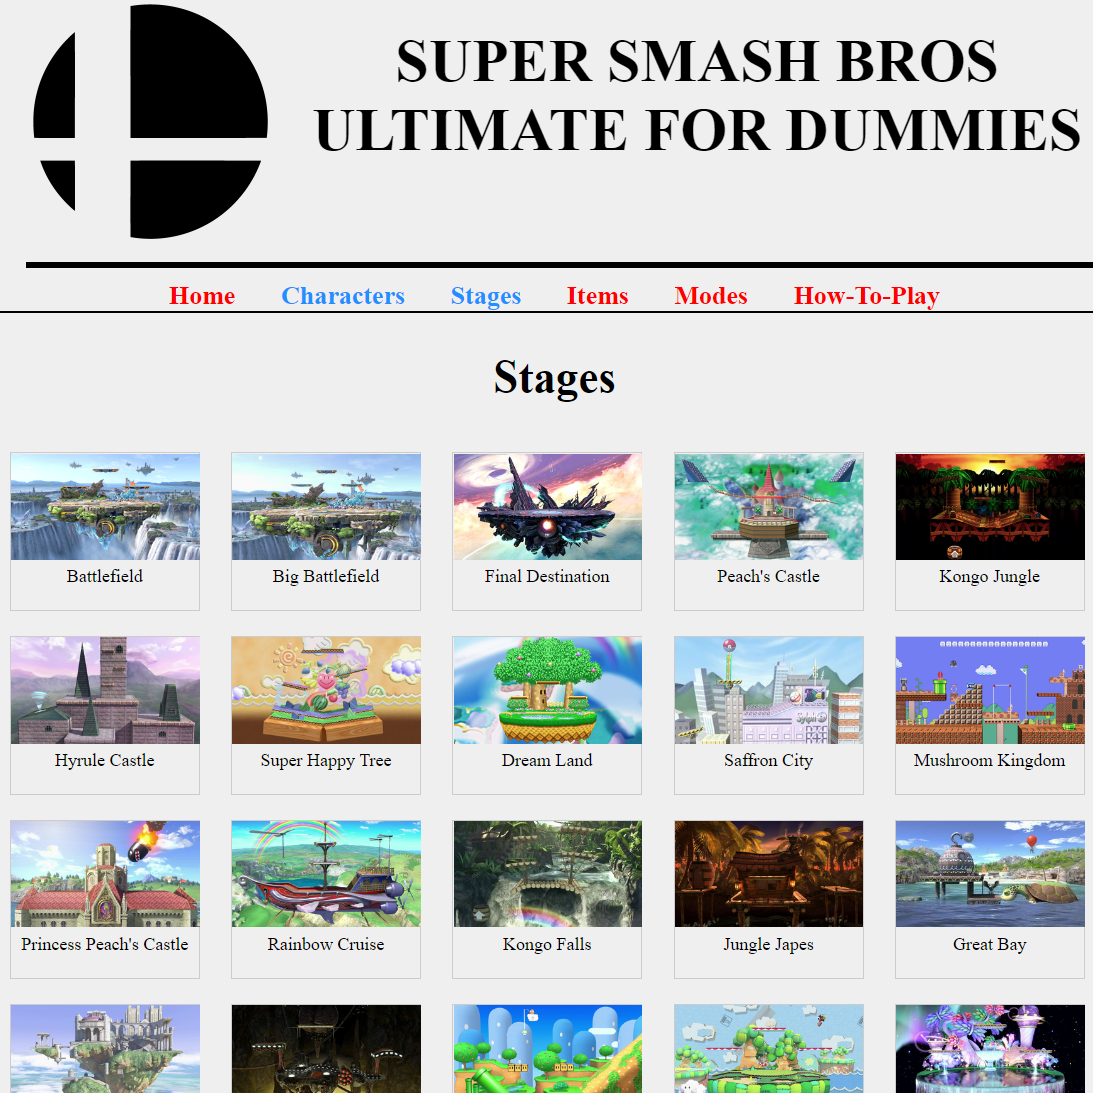 SUPER SMASH BROS
ULTIMATE FOR DUMMIES
Home Characters Stages Items Modes How-To-Play
Stages
Battlefield Big Battlefield Final Destination Peach's Castle Kongo Jungle
Hyrule Castle Super Happy Tree Dream Land Saffron City Mushroom Kingdom
Princess Peach's Castle Rainbow Cruise Kongo Falls Jungle Japes Great Bay